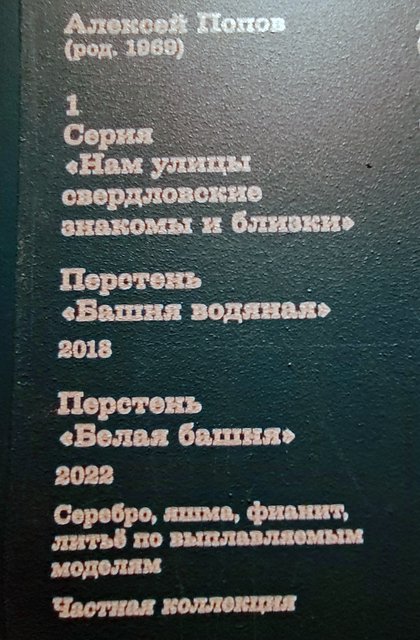 Алексей Попов
(род. 1969)
1
Серия
«Нам улицы
свердловские
знакомы и близки»
Перстень
«Башня водяная»
2018
Перстень
«Белая башня»
2022
Серебро, яшма, фианит,
литьё по выплавляемым
моделям
Частная коллекция